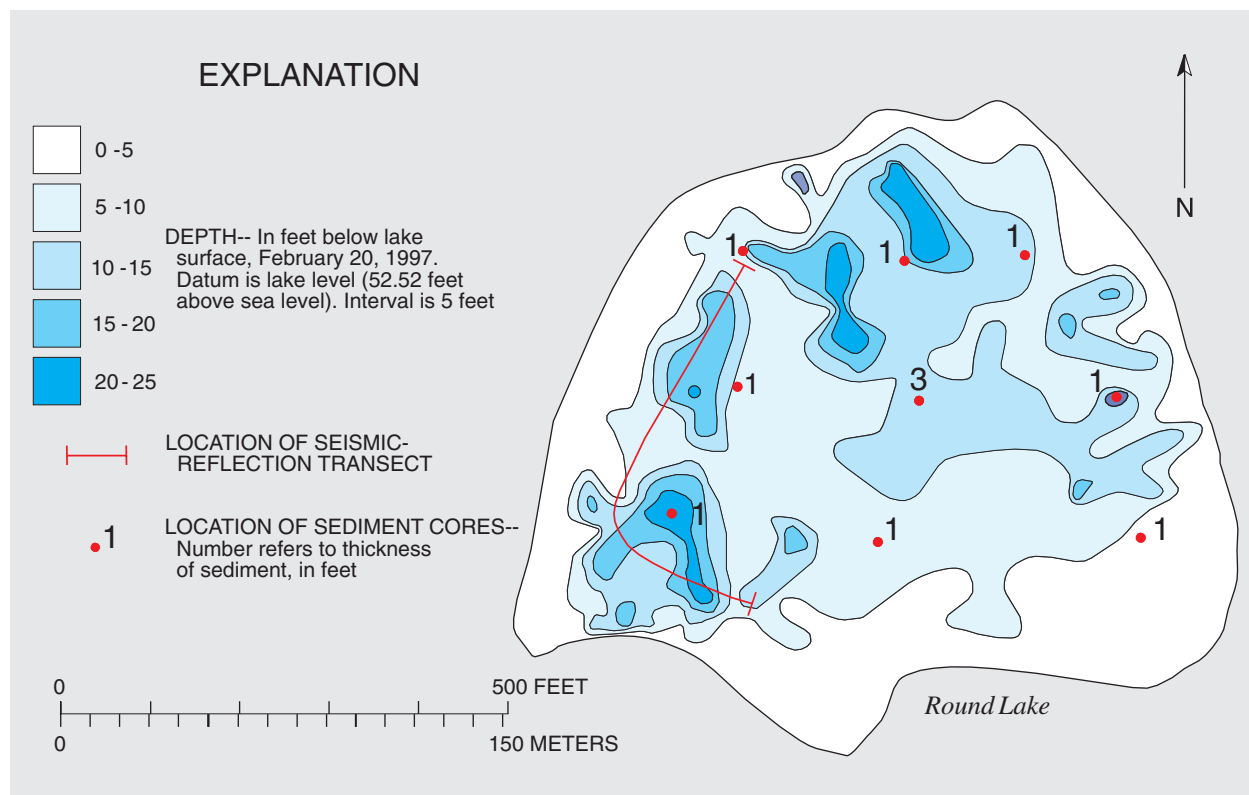 EXPLANATION
0 -5
5 -10
10 -15
15 -20
20 -25
DEPTH-- In feet below lake
surface, February 20, 1997.
Datum is lake level (52.52 feet
above sea level). Interval is 5 feet
LOCATION OF SEISMIC-
REFLECTION TRANSECT
1
LOCATION OF SEDIMENT CORES--
Number refers to thickness
of sediment, in feet
0
500 FEET
0
150 METERS
N
1
1
1
1
3
1
1
1
1
Round Lake